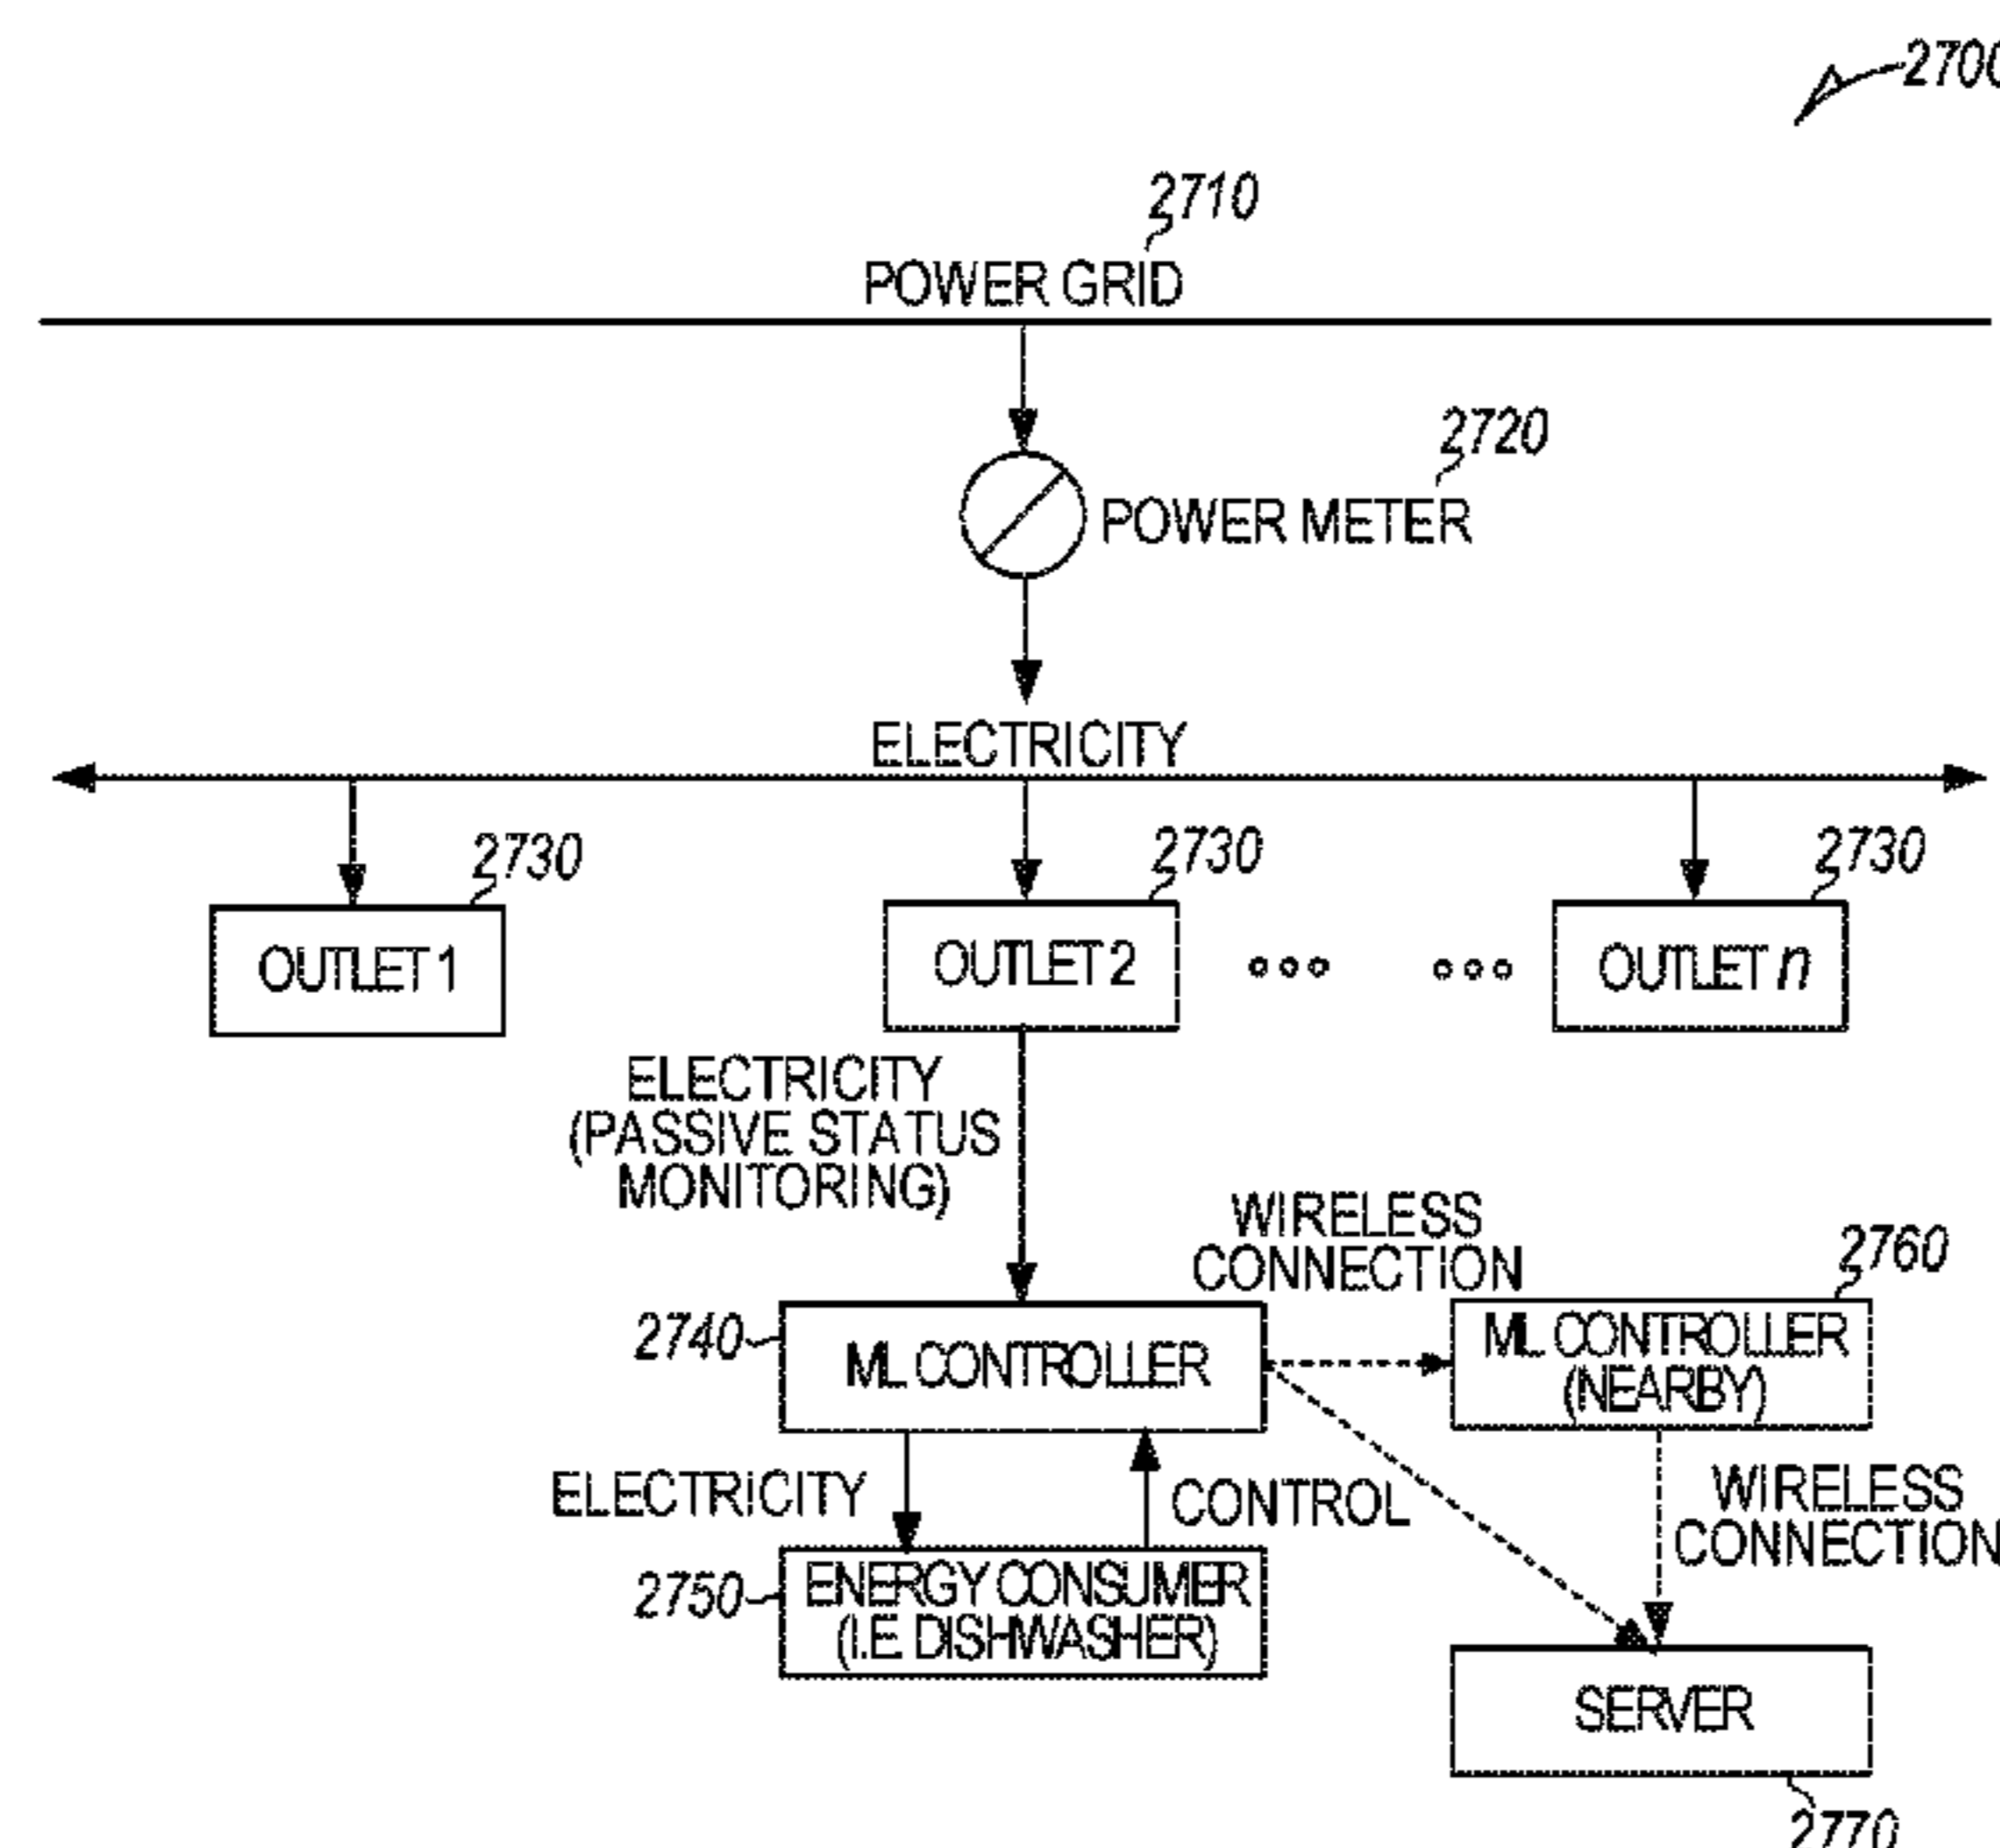 2700
2710
POWER GRID
2720
POWER METER
ELECTRICITY
2730
2730
2730
OUTLET 1
OUTLET 2
OUTLET n
ELECTRICITY
(PASSIVE STATUS
MONITORING)
WIRELESS
CONNECTION
2760
2740
ML CONTROLLER
ML CONTROLLER
(NEARBY)
ELECTRICITY
CONTROL
WIRELESS
CONNECTION
2750
ENERGY CONSUMER
(I.E DISHWASHER)
SERVER
2770